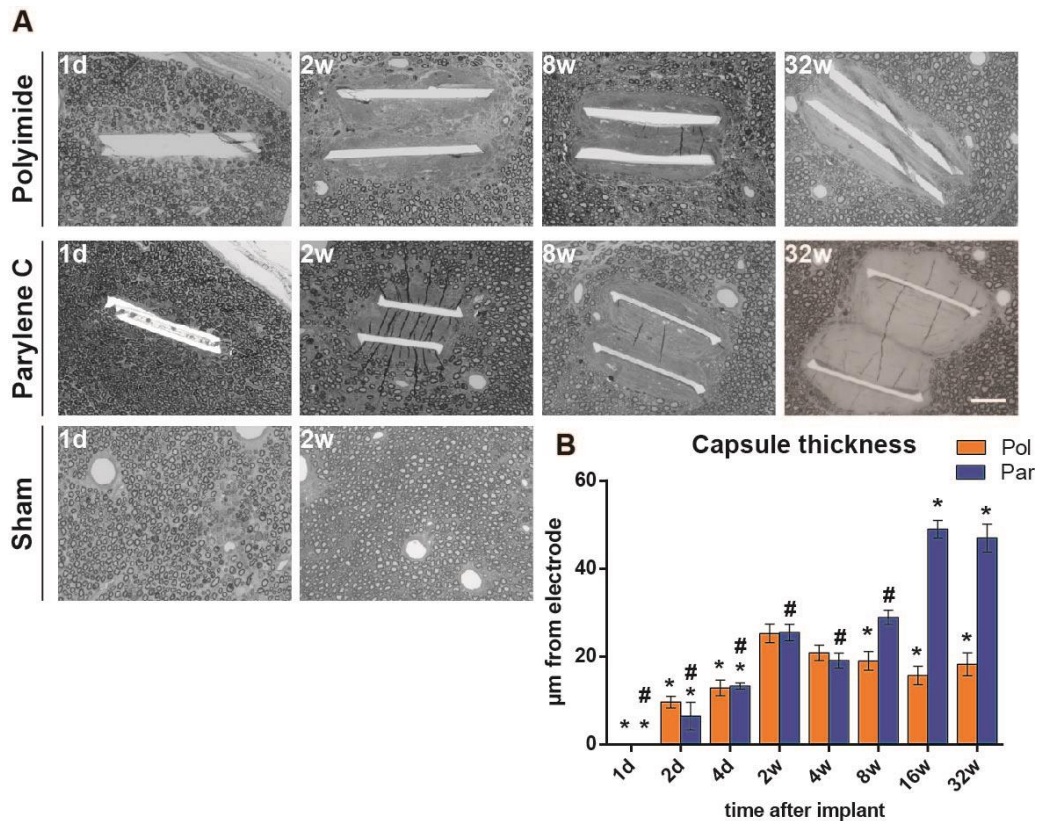 A
Polyimide
1d
2w
8w
32w
Parylene C
1d
2w
8w
32w
Sham
1d
2w
B
Capsule thickness
Pol
Par
µm from electrode
60
40
20
0
#
* *
*
#
*
*
#
*
#
#
*
#
*
*
*
*
1d
2d
4d
2w
4w
8w
16w
32w
time after implant